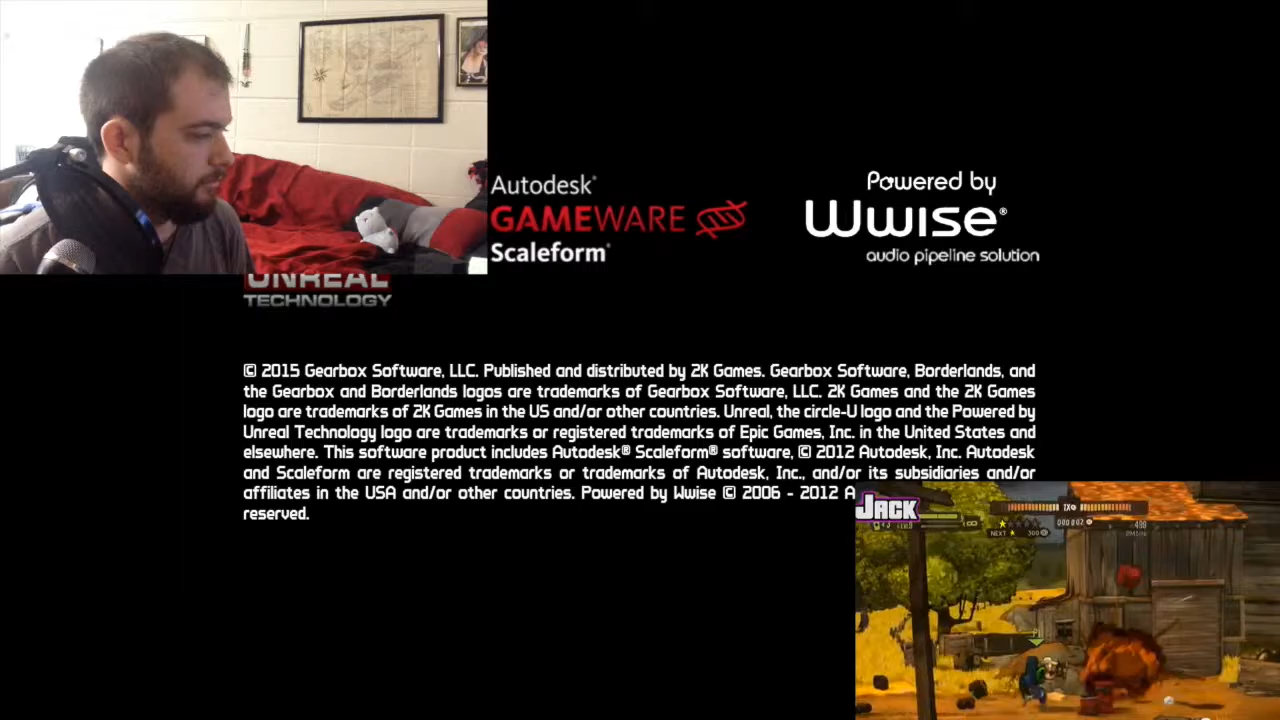 Autodesk®
GAMEWARE
Scaleform®
Powered by
Wwise®
audio pipeline solution
UNREAL
TECHNOLOGY
© 2015 Gearbox Software, LLC. Published and distributed by 2K Games. Gearbox Software, Borderlands, and
the Gearbox and Borderlands logos are trademarks of Gearbox Software, LLC. 2K Games and the 2K Games
logo are trademarks of 2K Games in the US and/or other countries. Unreal, the circle-U logo and the Powered by
Unreal Technology logo are trademarks or registered trademarks of Epic Games, Inc. in the United States and
elsewhere. This software product includes Autodesk® Scaleform® software, © 2012 Autodesk, Inc. Autodesk
and Scaleform are registered trademarks or trademarks of Autodesk, Inc., and/or its subsidiaries and/or
affiliates in the USA and/or other countries. Powered by Wwise © 2006 - 2012 A
reserved.
JACK
1X
000002
NEXT 300